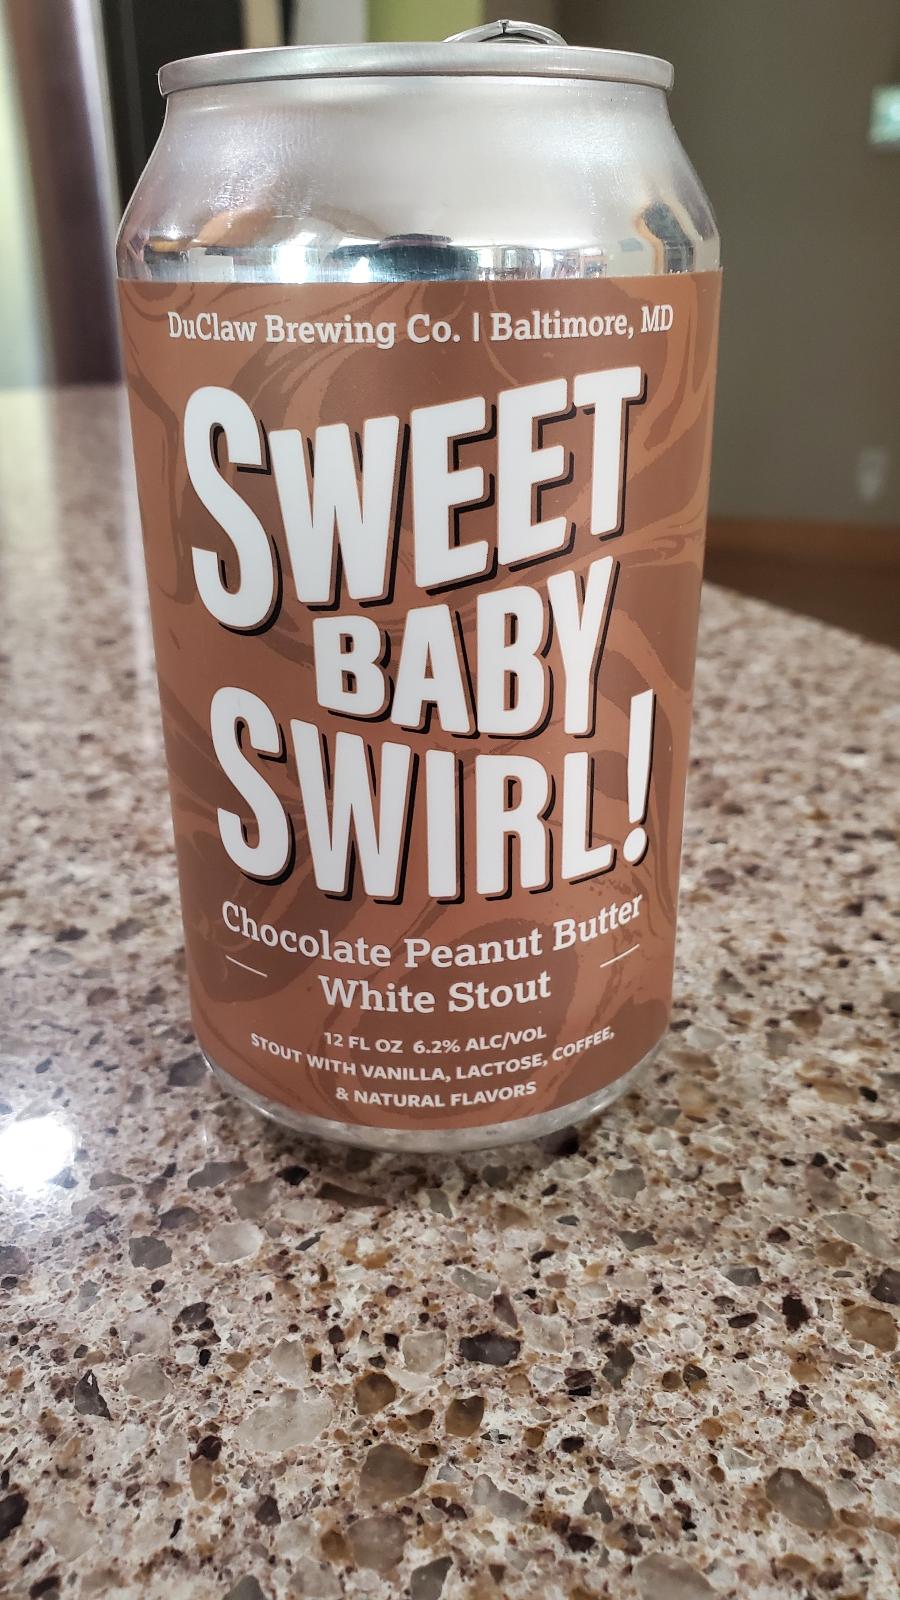 DuClaw Brewing Co. | Baltimore, MD
SWEET
BABY
SWIRL!
Chocolate Peanut Butter
White Stout
12 FL OZ 6.2% ALC/VOL
STOUT WITH VANILLA, LACTOSE, COFFEE,
& NATURAL FLAVORS